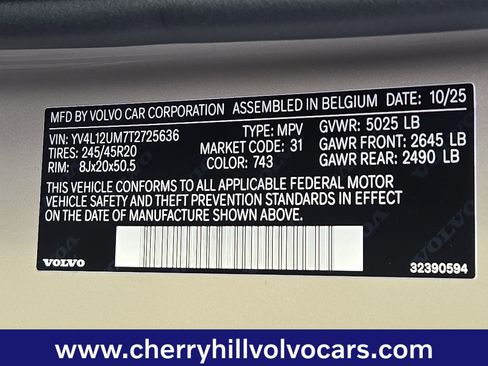 MFD BY VOLVO CAR CORPORATION ASSEMBLED IN BELGIUM DATE: 10/25
VIN: YV4L12UM7T2725636 TYPE: MPV GVWR: 5025 LB
TIRES: 245/45R20 MARKET CODE: 31 GAWR FRONT: 2645 LB
RIM: 8Jx20x50.5 COLOR: 743 GAWR REAR: 2490 LB
THIS VEHICLE CONFORMS TO ALL APPLICABLE FEDERAL MOTOR
VEHICLE SAFETY AND THEFT PREVENTION STANDARDS IN EFFECT
ON THE DATE OF MANUFACTURE SHOWN ABOVE.
VOLVO 32390594
www.cherryhillvolvocars.com